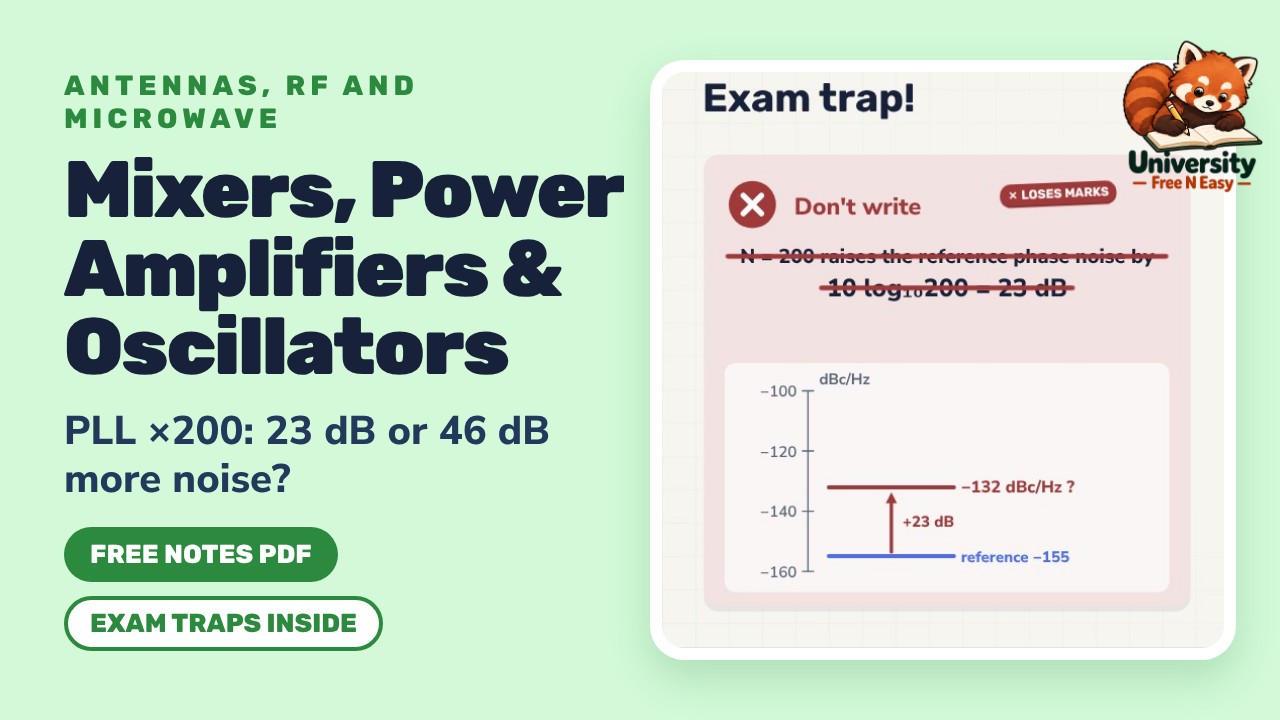 ANTENNAS, RF AND
MICROWAVE
Mixers, Power
Amplifiers &
Oscillators
PLL ×200: 23 dB or 46 dB
more noise?
FREE NOTES PDF
EXAM TRAPS INSIDE
Exam trap!
University
Free N Easy
Don't write
× LOSES MARKS
N = 200 raises the reference phase noise by
10 log₁₀200 = 23 dB
dBc/Hz
−100
−120
−132 dBc/Hz ?
−140
+23 dB
reference −155
−160